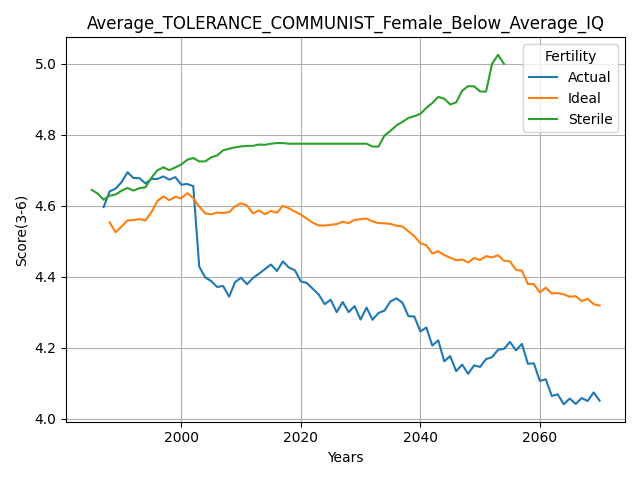 Average_TOLERANCE_COMMUNIST_Female_Below_Average_IQ
Fertility
Actual
Ideal
Sterile
Score(3-6)
5.0
4.8
4.6
4.4
4.2
4.0
2000 2020 2040 2060
Years